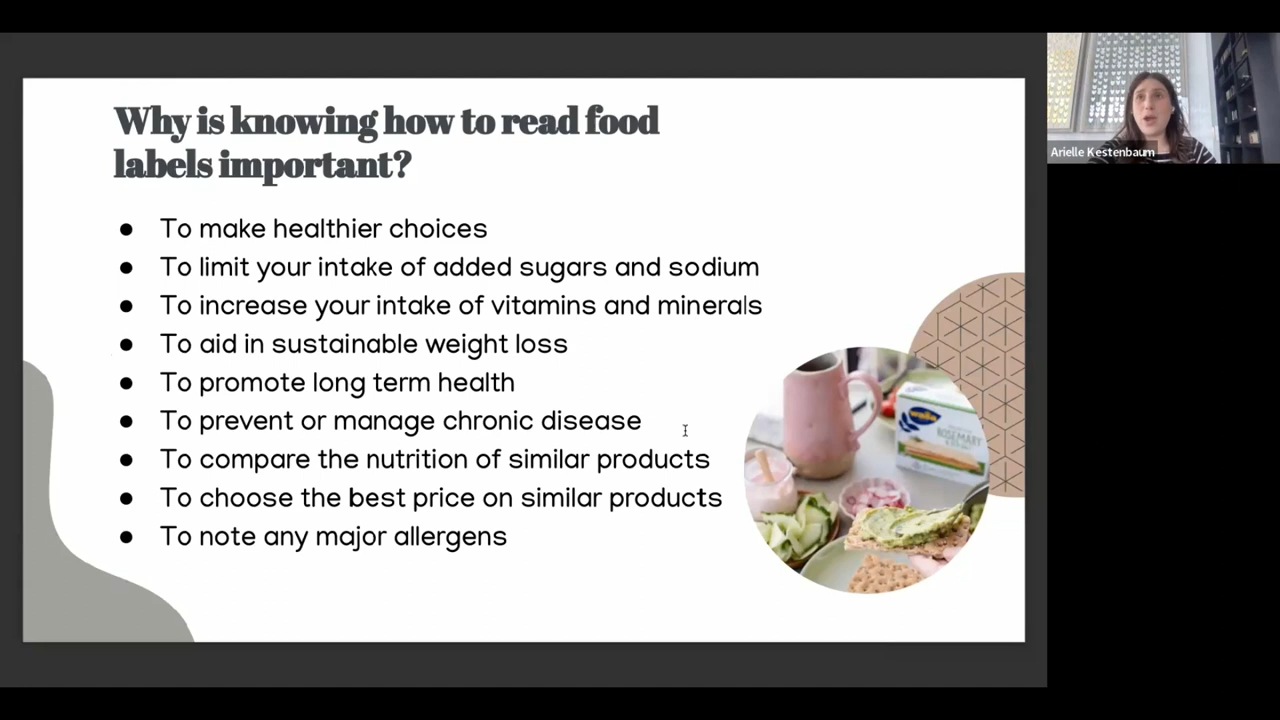 Why is knowing how to read food
labels important?
● To make healthier choices
● To limit your intake of added sugars and sodium
● To increase your intake of vitamins and minerals
● To aid in sustainable weight loss
● To promote long term health
● To prevent or manage chronic disease
● To compare the nutrition of similar products
● To choose the best price on similar products
● To note any major allergens
wasa
ROSEMARY
Arielle Kestenbaum